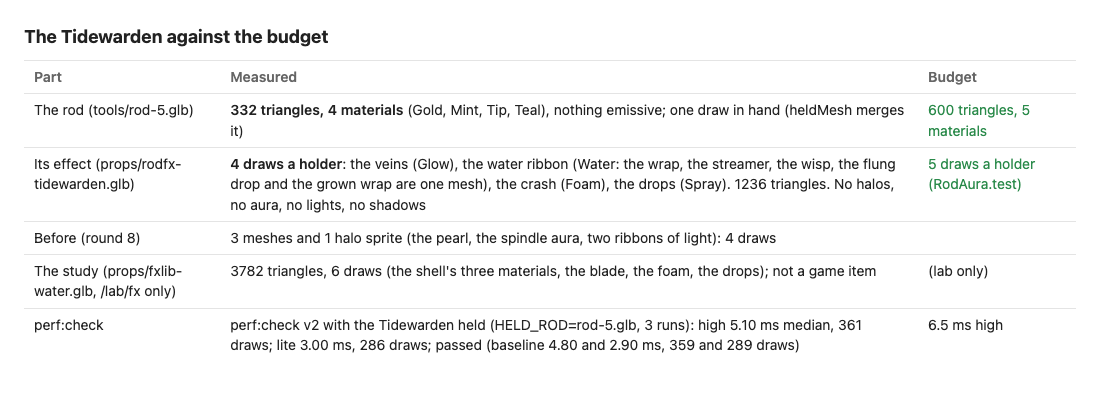 The Tidewarden against the budget
Part Measured Budget
The rod (tools/rod-5.glb) 332 triangles, 4 materials (Gold, Mint, Tip, Teal), nothing emissive; one draw in hand (heldMesh merges 600 triangles, 5
it) materials
Its effect (props/rodfx- 4 draws a holder: the veins (Glow), the water ribbon (Water: the wrap, the streamer, the wisp, the flung 5 draws a holder
tidewarden.glb) drop and the grown wrap are one mesh), the crash (Foam), the drops (Spray). 1236 triangles. No halos, (RodAura.test)
no aura, no lights, no shadows
Before (round 8) 3 meshes and 1 halo sprite (the pearl, the spindle aura, two ribbons of light): 4 draws
The study (props/fxlib- 3782 triangles, 6 draws (the shell's three materials, the blade, the foam, the drops); not a game item (lab only)
water.glb, /lab/fx only)
perf:check perf:check v2 with the Tidewarden held (HELD_ROD=rod-5.glb, 3 runs): high 5.10 ms median, 361 6.5 ms high
draws; lite 3.00 ms, 286 draws; passed (baseline 4.80 and 2.90 ms, 359 and 289 draws)